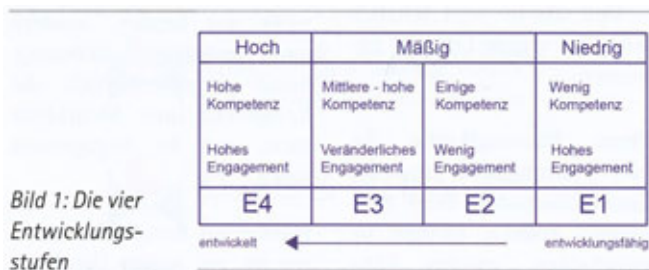 Hoch Mäßig Niedrig
Hohe Kompetenz
Mittlere - hohe Kompetenz
Einige Kompetenz
Wenig Kompetenz
Hohes Engagement
Veränderliches Engagement
Wenig Engagement
Hohes Engagement
E4 E3 E2 E1
entwickelt entwicklungsfähig
Bild 1: Die vier
Entwicklungs-
stufen